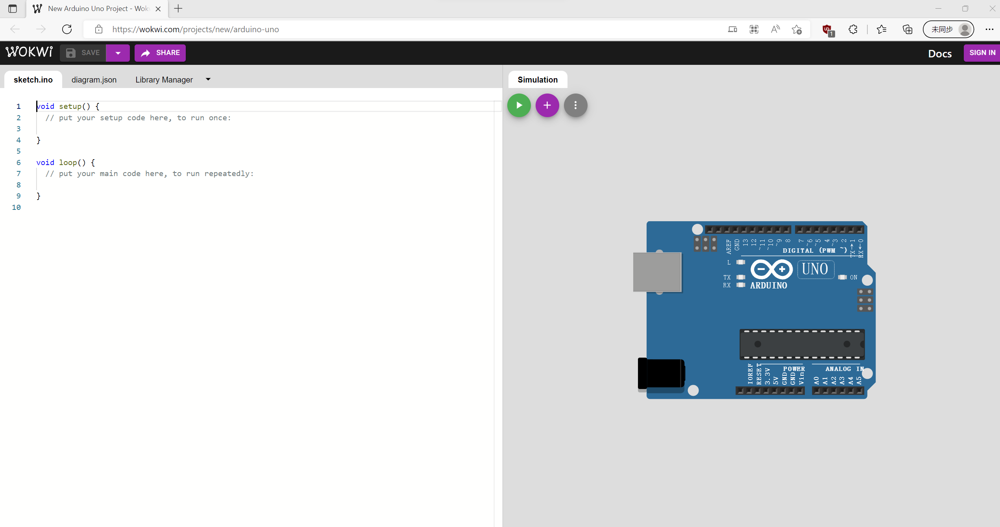 New Arduino Uno Project - Wok
https://wokwi.com/projects/new/arduino-uno
1
未同步
WOKWi
SAVE
SHARE
Docs
SIGN IN
sketch.ino
diagram.json
Library Manager
Simulation
1 void setup() {
2 // put your setup code here, to run once:
3
4 }
5
6 void loop() {
7 // put your main code here, to run repeatedly:
8
9 }
10
AREF
GND
13
12
~11
~10
~9
8
7
~6
~5
4
~3
2
TX→1
RX←0
DIGITAL (PWM ~)
L
TX
RX
UNO
ON
ARDUINO
IOREF
RESET
3.3V
5V
GND
GND
Vin
POWER
ANALOG IN
A0
A1
A2
A3
A4
A5